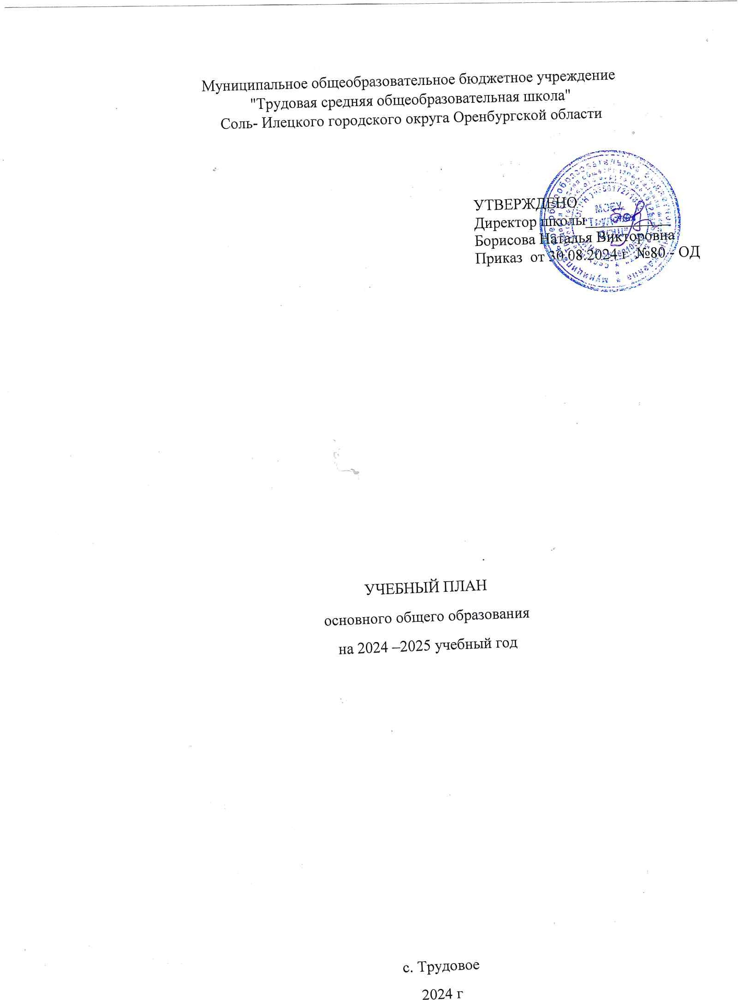 Муниципальное общеобразовательное бюджетное учреждение
"Трудовая средняя общеобразовательная школа"
Соль- Илецкого городского округа Оренбургской области
УТВЕРЖДЕНО
Директор школы___________
Борисова Наталья Викторовна
Приказ от 30.08.2024 г №80 - ОД
МОБУ
УЧЕБНЫЙ ПЛАН
основного общего образования
на 2024 –2025 учебный год
с. Трудовое
2024 г